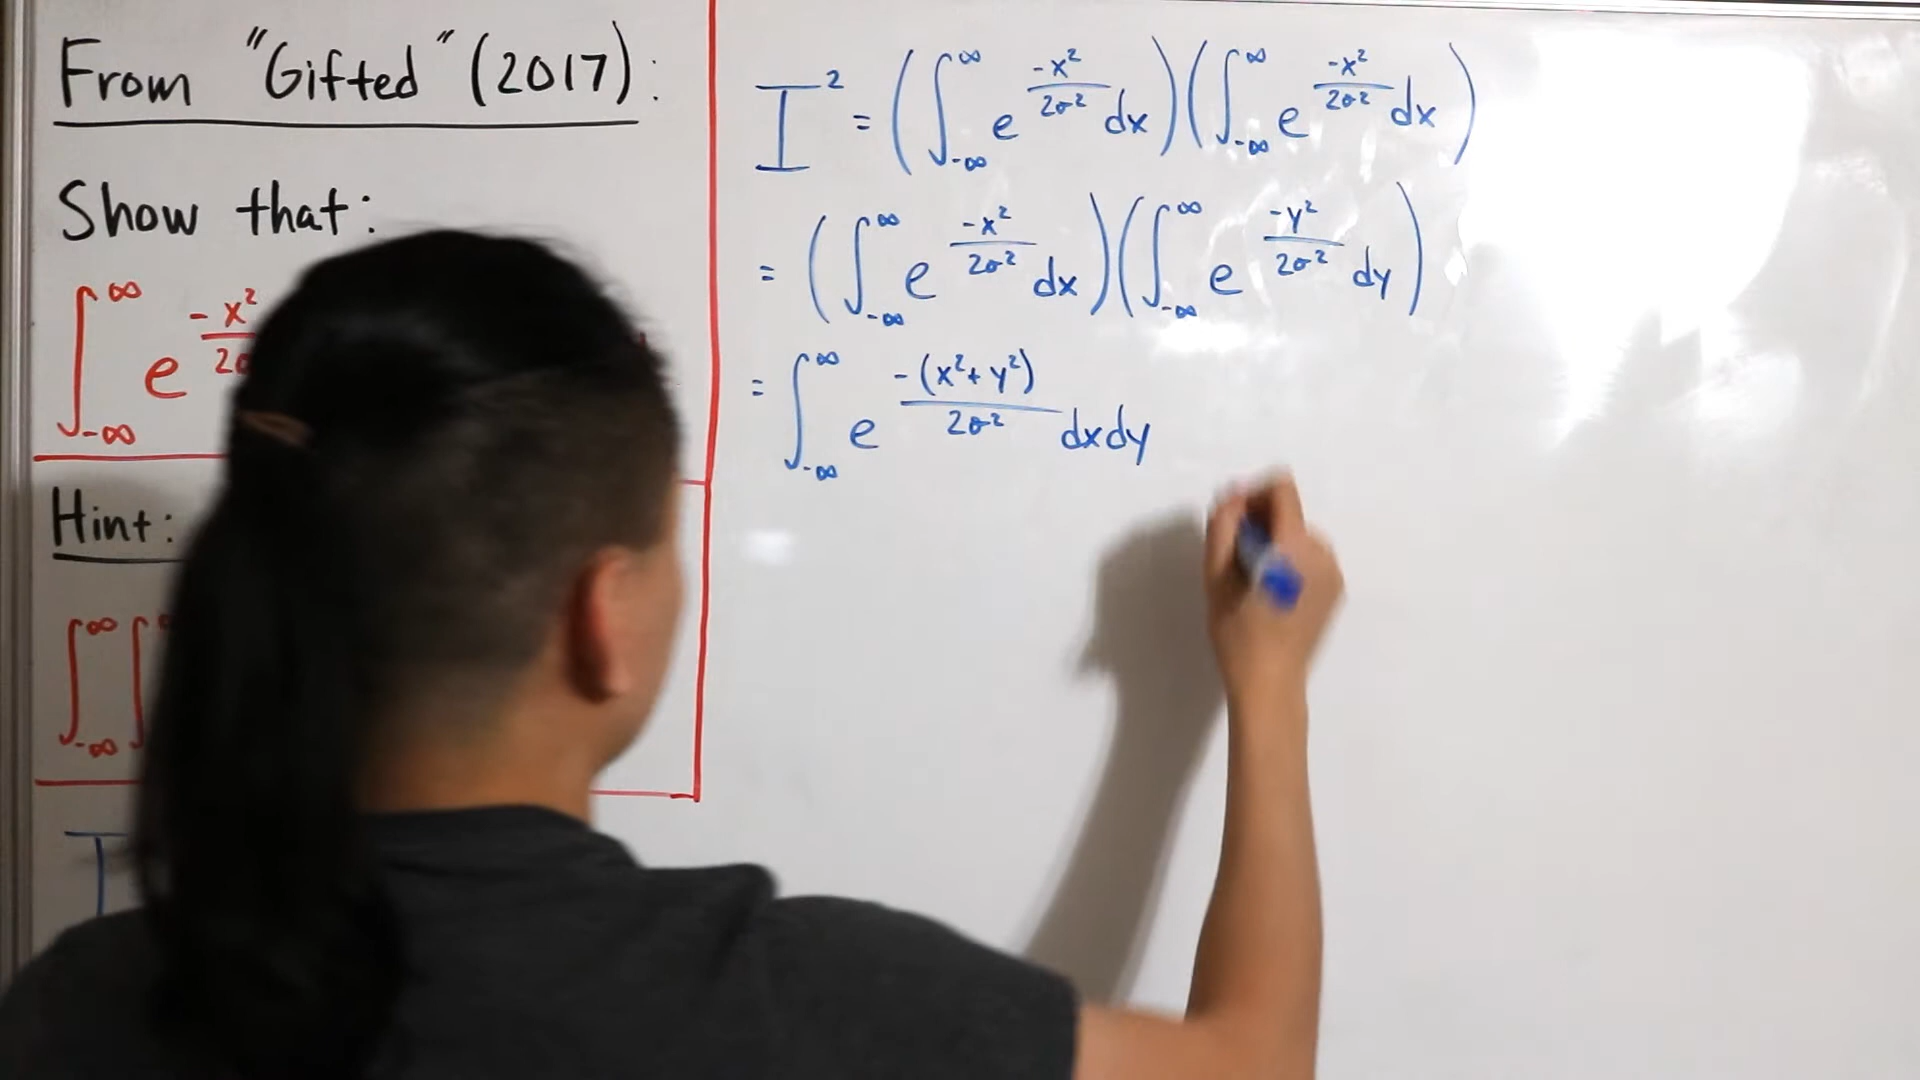 From "Gifted" (2017):
Show that:
∫_{-∞}^{∞} e^{-x²/2σ
Hint:
∫_{-∞}^{∞} ∫
I
I² = (∫_{-∞}^{∞} e^{-x²/2σ²} dx)(∫_{-∞}^{∞} e^{-x²/2σ²} dx)
= (∫_{-∞}^{∞} e^{-x²/2σ²} dx)(∫_{-∞}^{∞} e^{-y²/2σ²} dy)
= ∫_{-∞}^{∞} e^{-(x²+y²)/2σ²} dxdy